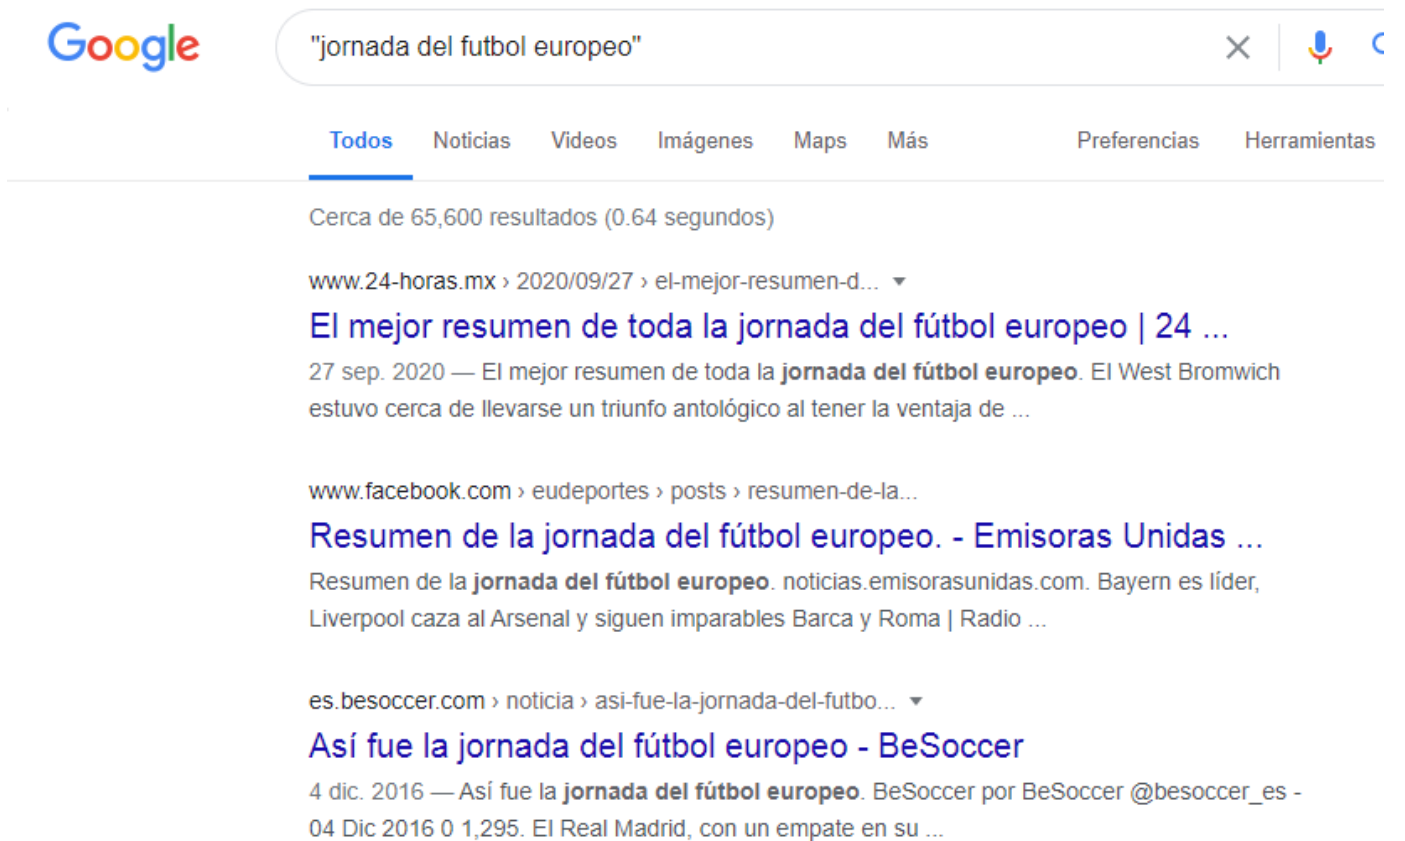 Google
"jornada del futbol europeo"
Todos Noticias Videos Imágenes Maps Más Preferencias Herramientas
Cerca de 65,600 resultados (0.64 segundos)
www.24-horas.mx › 2020/09/27 › el-mejor-resumen-d...
El mejor resumen de toda la jornada del fútbol europeo | 24 ...
27 sep. 2020 — El mejor resumen de toda la jornada del fútbol europeo. El West Bromwich
estuvo cerca de llevarse un triunfo antológico al tener la ventaja de ...
www.facebook.com › eudeportes › posts › resumen-de-la...
Resumen de la jornada del fútbol europeo. - Emisoras Unidas ...
Resumen de la jornada del fútbol europeo. noticias.emisorasunidas.com. Bayern es líder,
Liverpool caza al Arsenal y siguen imparables Barca y Roma | Radio ...
es.besoccer.com › noticia › asi-fue-la-jornada-del-futbo...
Así fue la jornada del fútbol europeo - BeSoccer
4 dic. 2016 — Así fue la jornada del fútbol europeo. BeSoccer por BeSoccer @besoccer_es -
04 Dic 2016 0 1,295. El Real Madrid, con un empate en su ...